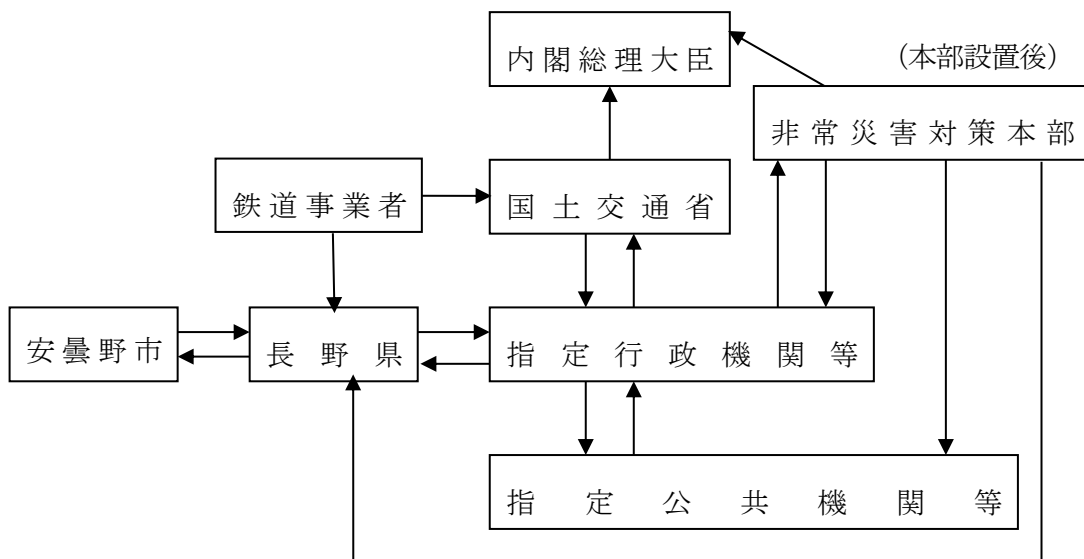 内閣総理大臣
（本部設置後）
非常災害対策本部
鉄道事業者
国土交通省
安曇野市
長野県
指定行政機関等
指定公共機関等